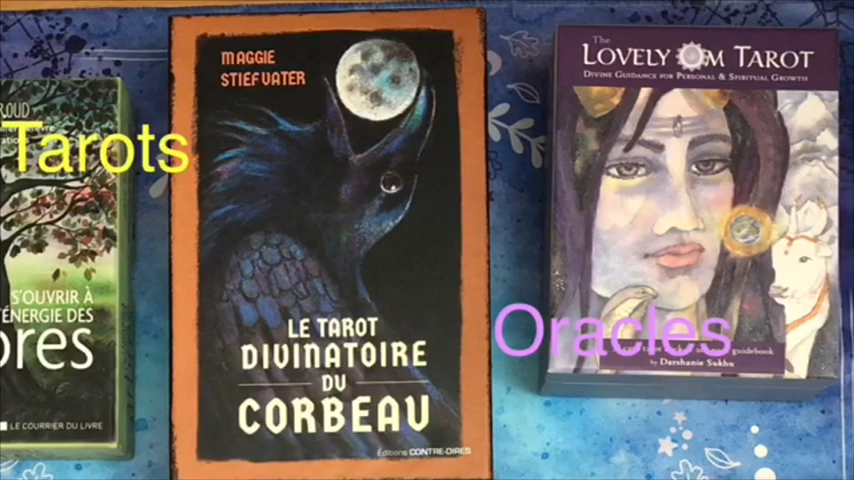 ROUD
Tarots
S'OUVRIR À
L'ÉNERGIE DES
LE COURRIER DU LIVRE
MAGGIE
STIEFVATER
LE TAROT
DIVINATOIRE
DU
CORBEAU
Éditions CONTRE-DIRES
The
LOVELY OM TAROT
DIVINE GUIDANCE FOR PERSONAL & SPIRITUAL GROWTH
Oracles
guidebook
by Darshanie Sukhu